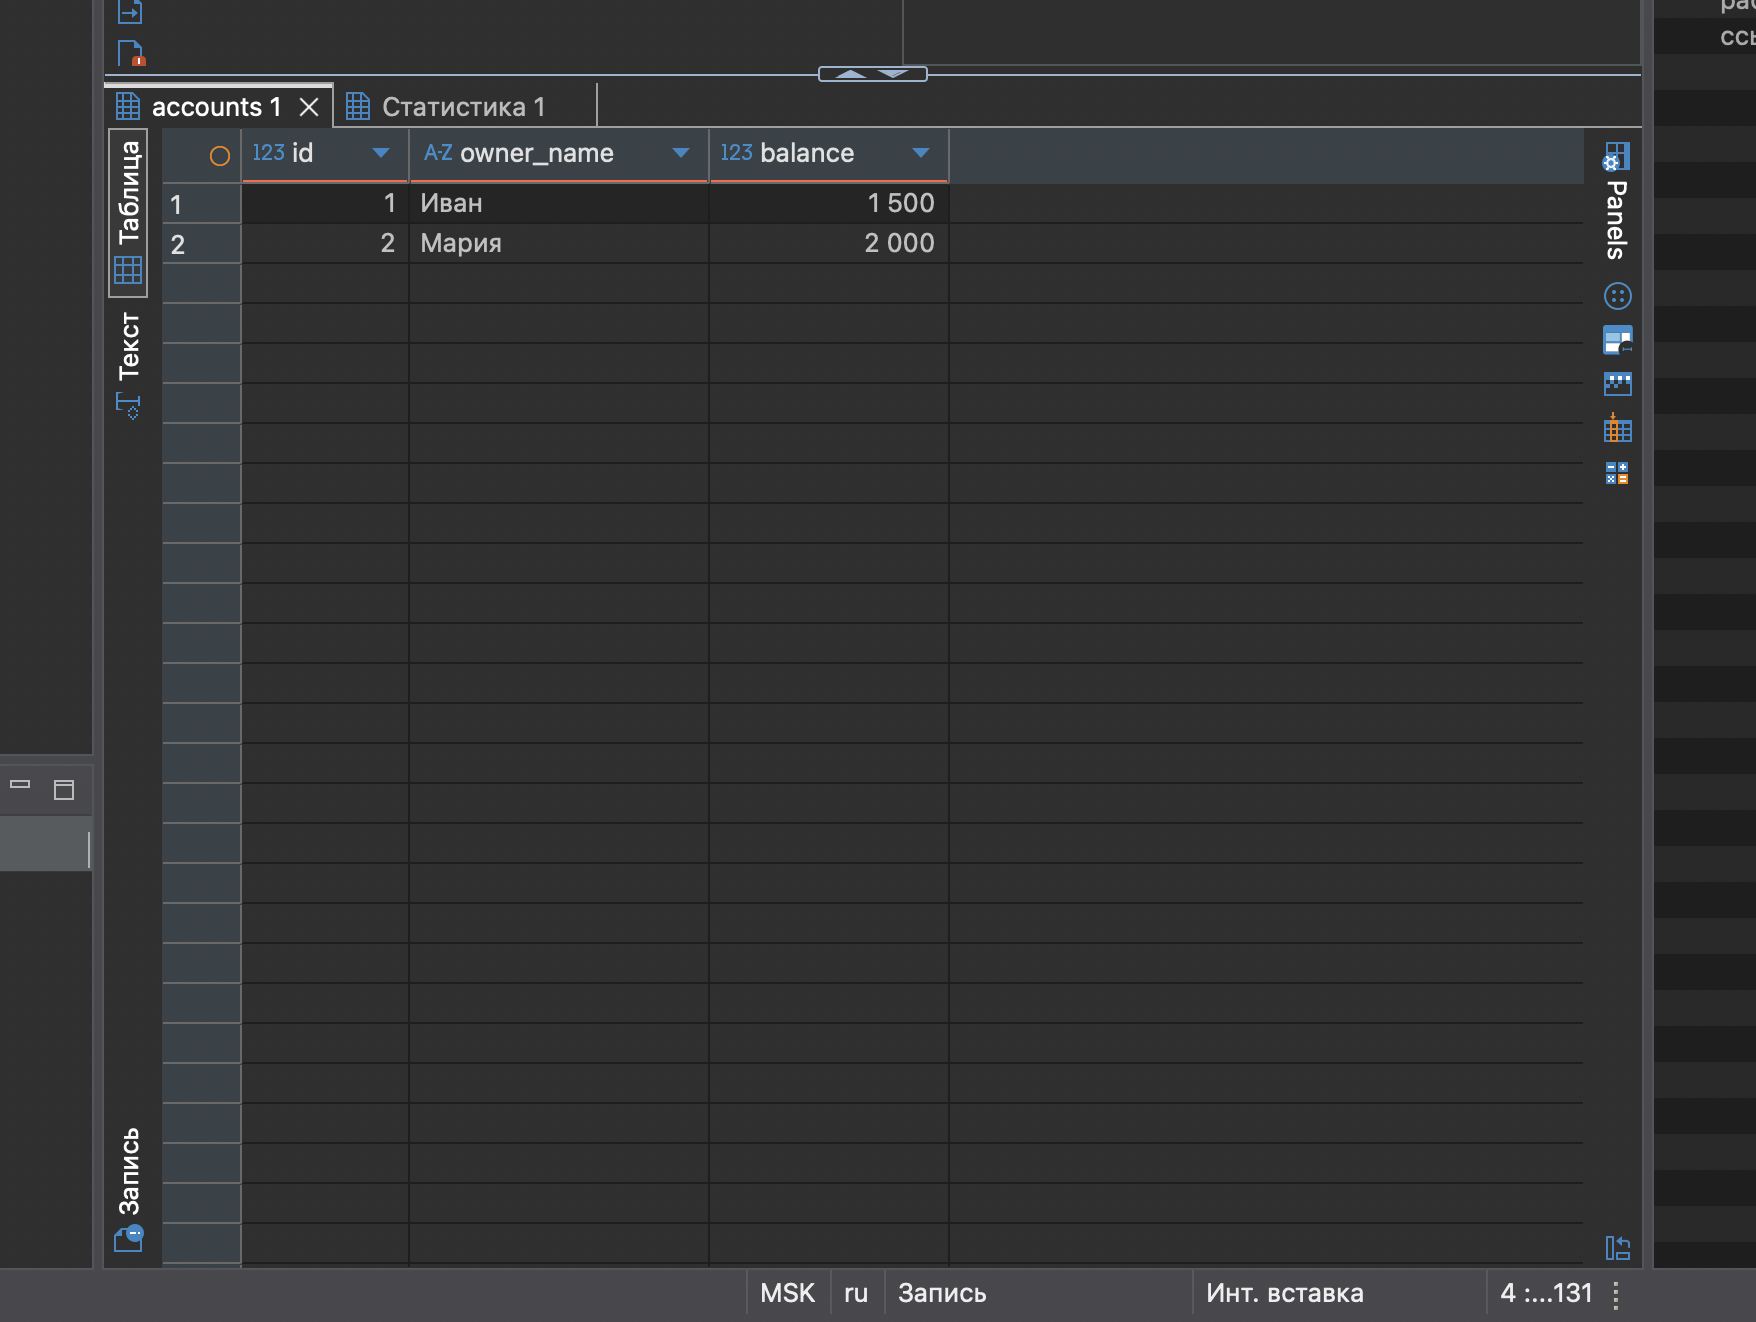 accounts 1
Статистика 1
Таблица
Текст
Запись
123 id
A-Z owner_name
123 balance
1 1 Иван 1 500
2 2 Мария 2 000
Panels
MSK ru Запись Инт. вставка 4 :...131